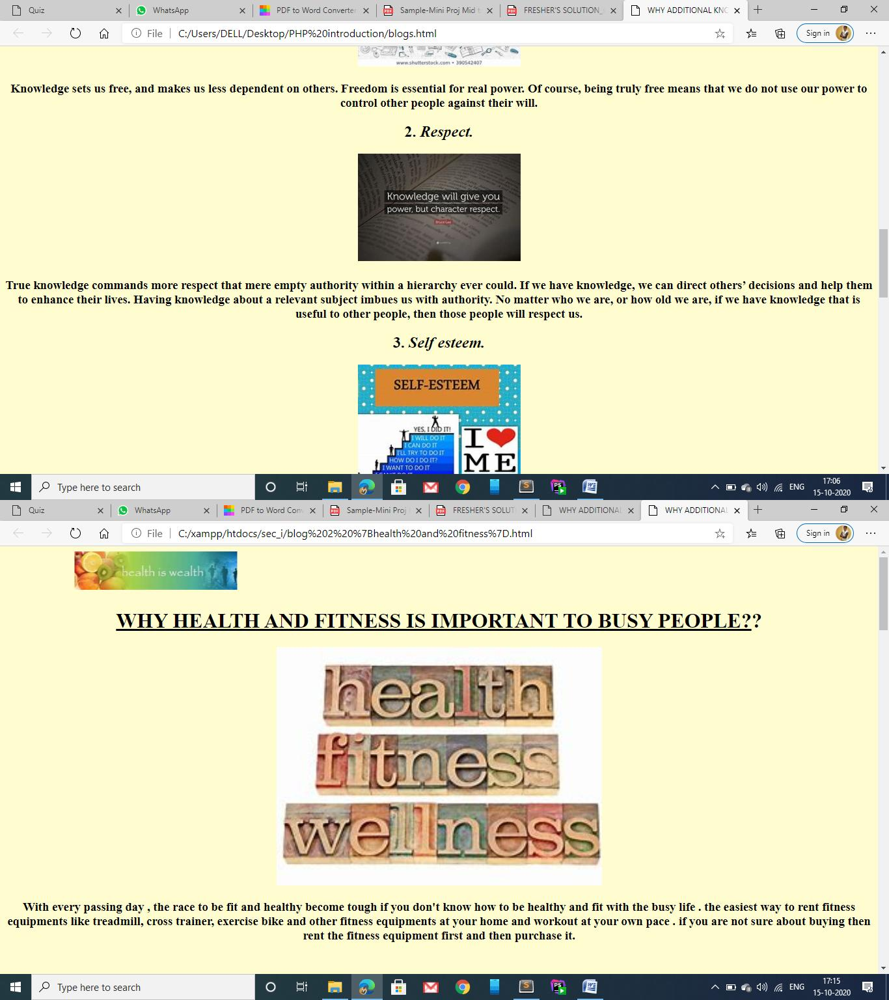 Quiz
WhatsApp
PDF to Word Converter
Sample-Mini Proj Mid
FRESHER'S SOLUTION_
WHY ADDITIONAL KNO
File
C:/Users/DELL/Desktop/PHP%20introduction/blogs.html
Sign in
www.shutterstock.com • 390542407
Knowledge sets us free, and makes us less dependent on others. Freedom is essential for real power. Of course, being truly free means that we do not use our power to
control other people against their will.
2. Respect.
Knowledge will give you
power, but character respect.
Bruce Lee
True knowledge commands more respect that mere empty authority within a hierarchy ever could. If we have knowledge, we can direct others’ decisions and help them
to enhance their lives. Having knowledge about a relevant subject imbues us with authority. No matter who we are, or how old we are, if we have knowledge that is
useful to other people, then those people will respect us.
3. Self esteem.
SELF-ESTEEM
YES, I DID IT!
I WILL DO IT
I CAN DO IT
I'LL TRY TO DO IT
HOW DO I DO IT?
I WANT TO DO IT
I CAN'T DO IT
I
ME
Type here to search
ENG
17:06
15-10-2020
Quiz
WhatsApp
PDF to Word Con
Sample-Mini Proj
FRESHER'S SOLUT
WHY ADDITIONAL
WHY ADDITIONAL
File
C:/xampp/htdocs/sec_i/blog%202%20%7Bhealth%20and%20fitness%7D.html
Sign in
health is wealth
WHY HEALTH AND FITNESS IS IMPORTANT TO BUSY PEOPLE??
health
fitness
wellness
With every passing day , the race to be fit and healthy become tough if you don't know how to be healthy and fit with the busy life . the easiest way to rent fitness
equipments like treadmill, cross trainer, exercise bike and other fitness equipments at your home and workout at your own pace . if you are not sure about buying then
rent the fitness equipment first and then purchase it.
Type here to search
ENG
17:15
15-10-2020